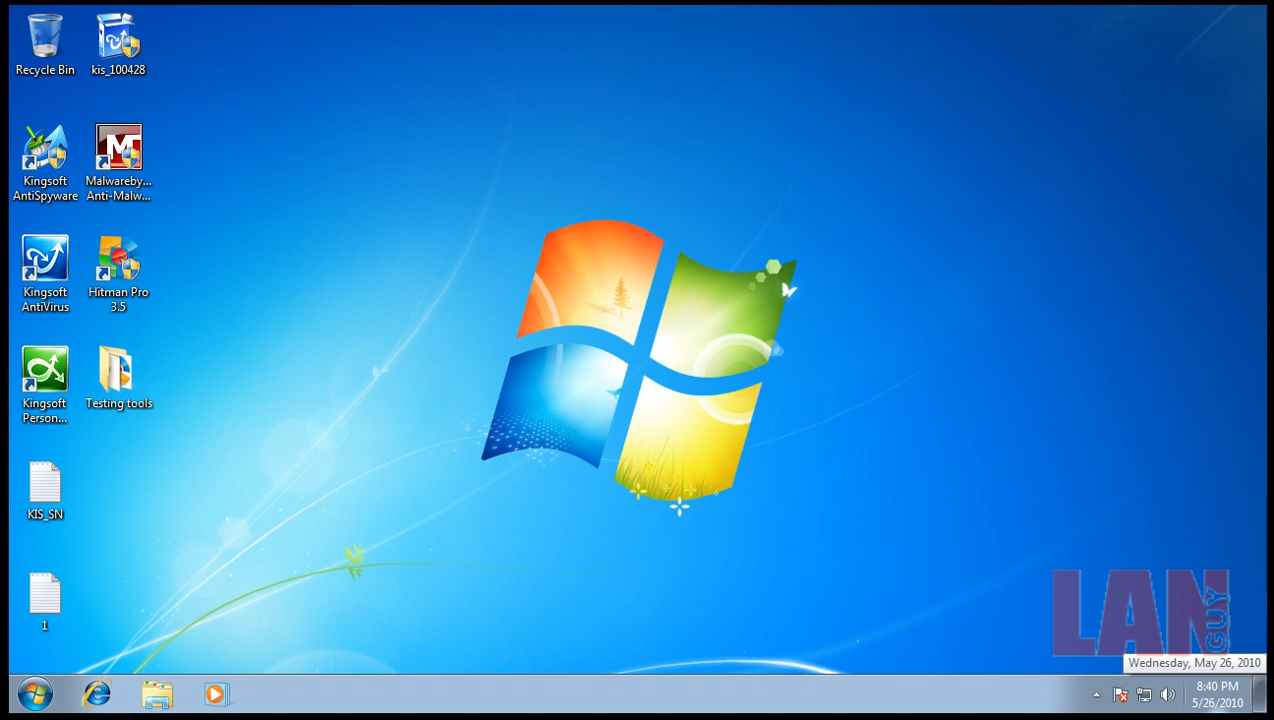 Recycle Bin
kis_100428
Kingsoft
AntiSpyware
Malwareby...
Anti-Malw...
Kingsoft
AntiVirus
Hitman Pro
3.5
Kingsoft
Person...
Testing tools
KIS_SN
1
LAN
GUY
Wednesday, May 26, 2010
8:40 PM
5/26/2010